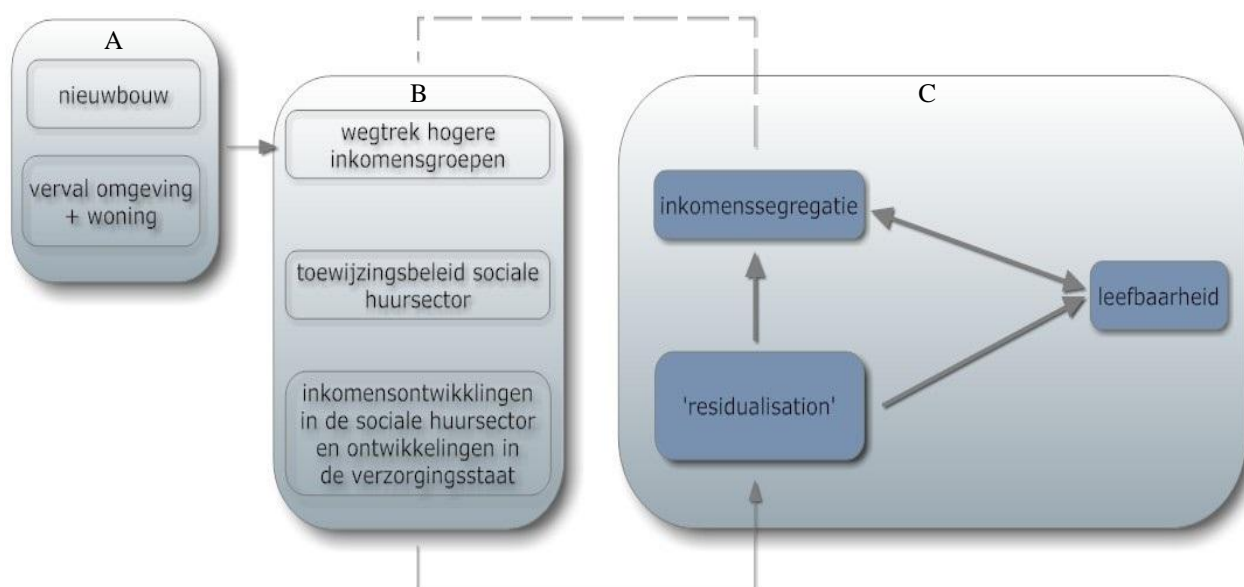 A
nieuwbouw
verval omgeving
+ woning
B
wegtrek hogere
inkomensgroepen
toewijzingsbeleid sociale
huursector
inkomensontwikklingen
in de sociale huursector
en ontwikkelingen in
de verzorgingsstaat
C
inkomenssegregatie
leefbaarheid
'residualisation'